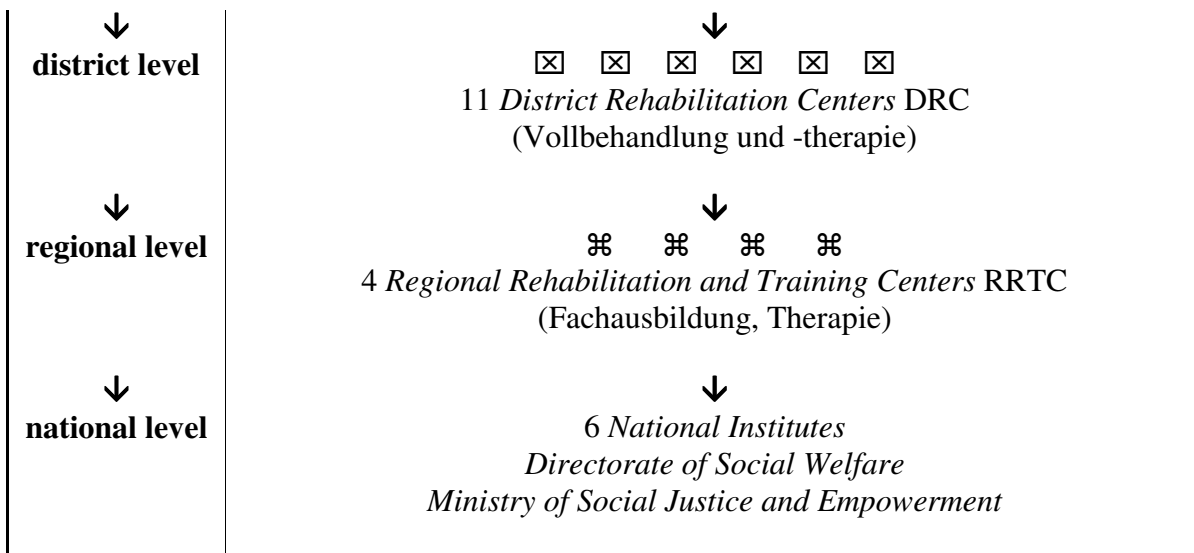 ↓ ↓
district level ☒ ☒ ☒ ☒ ☒ ☒
11 District Rehabilitation Centers DRC
(Vollbehandlung und -therapie)
↓ ↓
regional level ⌘ ⌘ ⌘ ⌘
4 Regional Rehabilitation and Training Centers RRTC
(Fachausbildung, Therapie)
↓ ↓
national level 6 National Institutes
Directorate of Social Welfare
Ministry of Social Justice and Empowerment